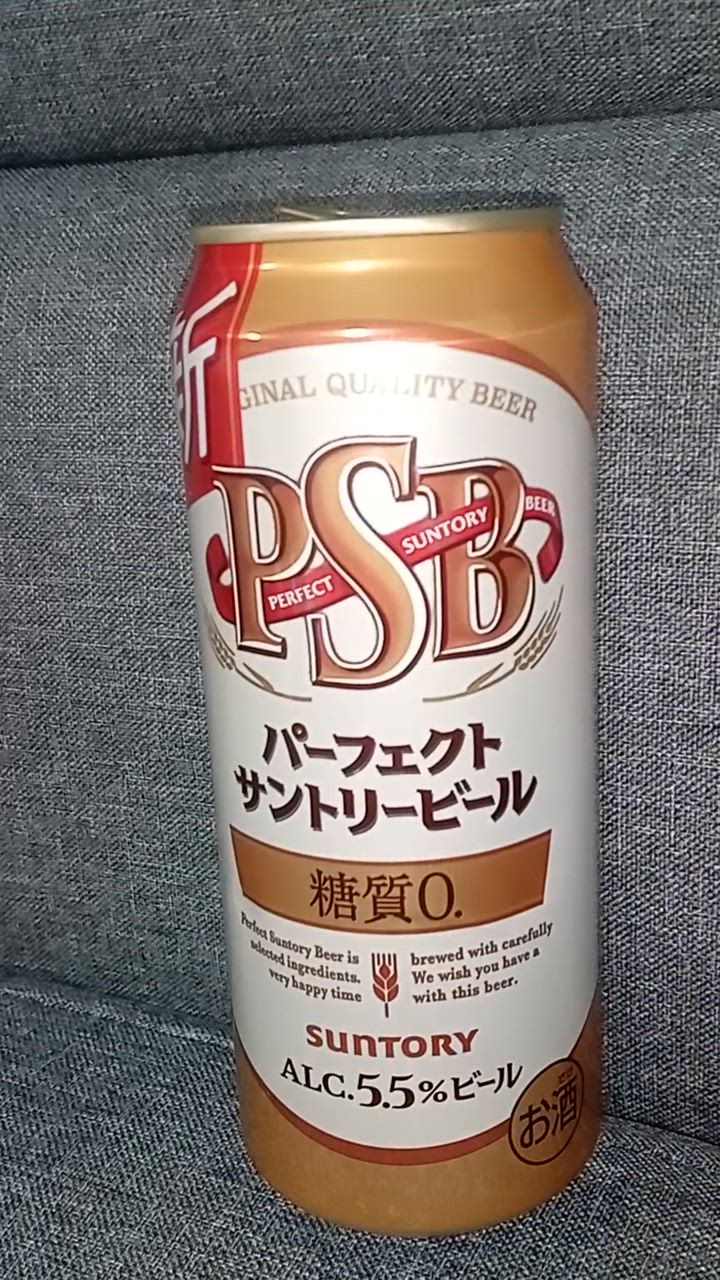 新
GINAL QUALITY BEER
PSB
PERFECT SUNTORY BEER
パーフェクト
サントリービール
糖質0.
Perfect Suntory Beer is brewed with carefully
selected ingredients. We wish you have a
very happy time with this beer.
SUNTORY
ALC.5.5%ビール
お酒